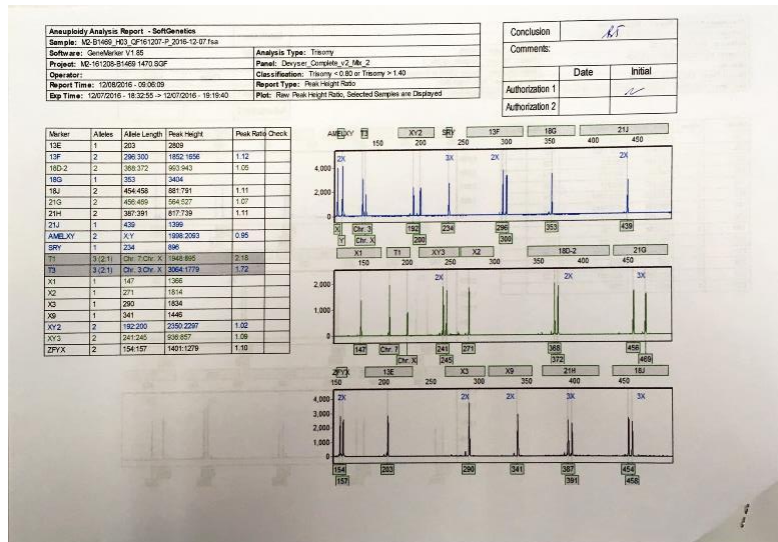 Aneuploidy Analysis Report - SoftGenetics
Sample: M2-B1469_H03_QF161207-P_2016-12-07.fsa
Software: GeneMarker V1.85 Analysis Type: Trisomy
Project: M2-161208-B1469 1470.SGF Panel: Devyser_Complete_v2_Mix_2
Operator: Classification: Trisomy < 0.80 or Trisomy > 1.40
Report Time: 12/08/2016 - 09:06:09 Report Type: Peak Height Ratio
Exp Time: 12/07/2016 - 18:32:55 -> 12/07/2016 - 19:19:40 Plot: Raw Peak Height Ratio, Selected Samples are Displayed
Conclusion
Comments:
Date Initial
Authorization 1
Authorization 2
Marker Alleles Allele Length Peak Height Peak Ratio Check
13E 1 203 2809
13F 2 296:300 1852:1656 1.12
18D-2 2 368:372 993:943 1.05
18G 1 353 3404
18J 2 454:458 881:791 1.11
21G 2 456:469 564:527 1.07
21H 2 387:391 817:739 1.11
21J 1 439 1399
AMELXY 2 X:Y 1998:2093 0.95
SRY 1 234 896
T1 3 (2:1) Chr. 7:Chr. X 1948:895 2.18
T3 3 (2:1) Chr. 3:Chr. X 3064:1779 1.72
X1 1 147 1366
X2 1 271 1814
X3 1 290 1834
X9 1 341 1446
XY2 2 192:200 2350:2297 1.02
XY3 2 241:245 936:857 1.09
ZFYX 2 154:157 1401:1279 1.10
AMELXY T3 XY2 SRY 13F 18G 21J
150 200 250 300 350 400 450
2X 3X 2X 2X
4,000
2,000
0
X Chr. 3 192 234 296 353 439
Y Chr. X 200 300
X1 T1 XY3 X2 18D-2 21G
150 200 250 300 350 400 450
2X 2X 3X
2,000
1,000
0
147 Chr. 7 241 271 368 456
Chr. X 245 372 469
ZFYX 13E X3 X9 21H 18J
150 200 250 300 350 400 450
2X 2X 2X 3X 3X
4,000
3,000
2,000
1,000
0
154 203 290 341 387 454
157 391 458